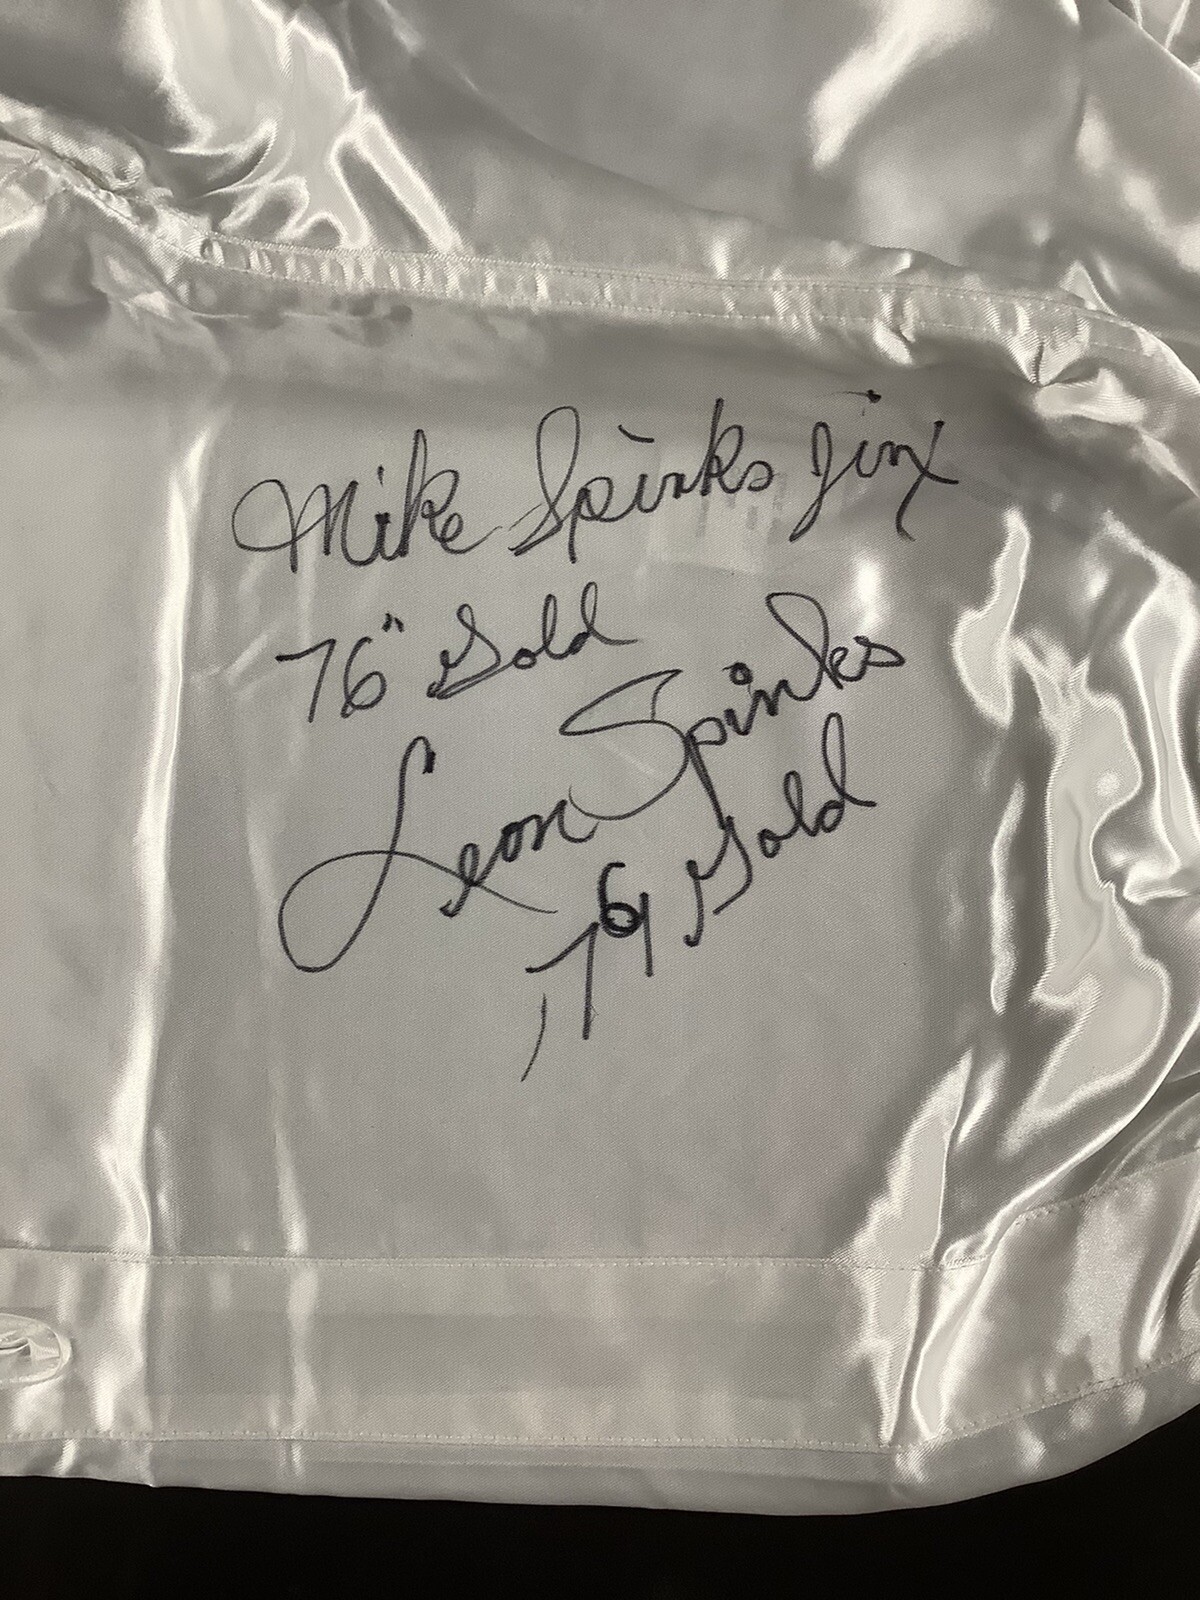 Mike Spinks Jinx
76" Gold
Leon Spinks
,76 Gold